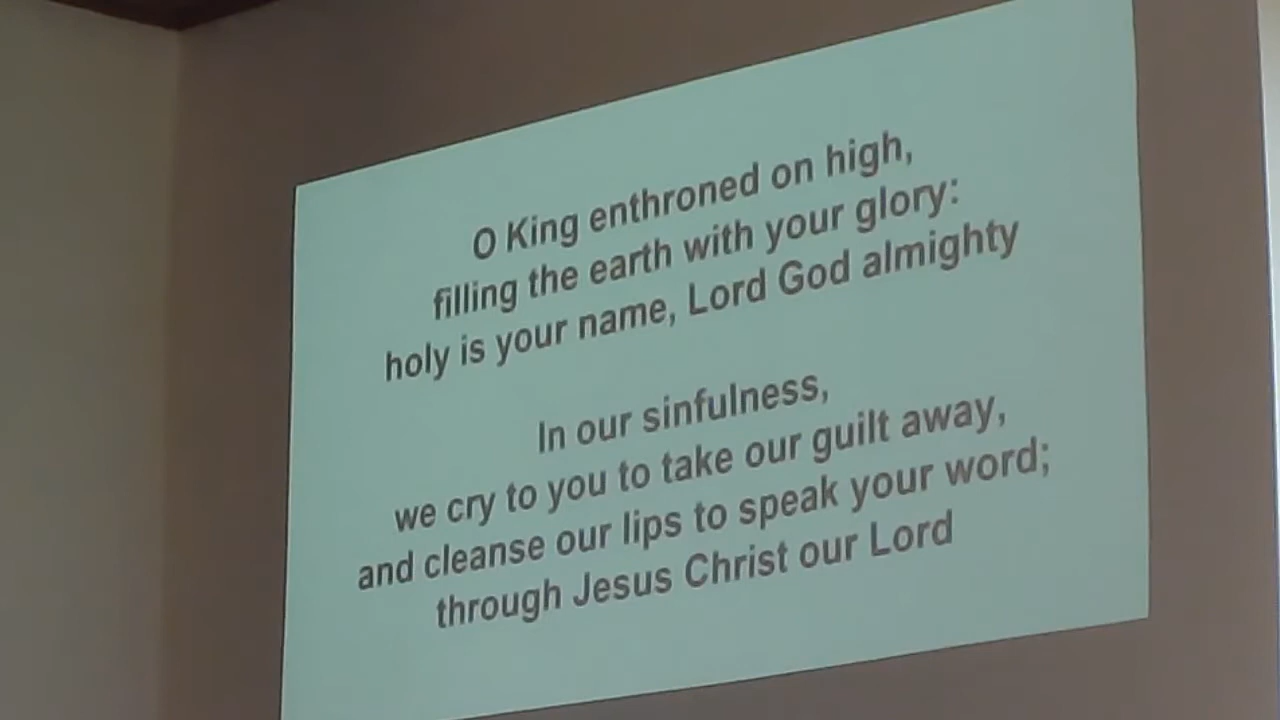 O King enthroned on high,
filling the earth with your glory:
holy is your name, Lord God almighty
In our sinfulness,
we cry to you to take our guilt away,
and cleanse our lips to speak your word;
through Jesus Christ our Lord